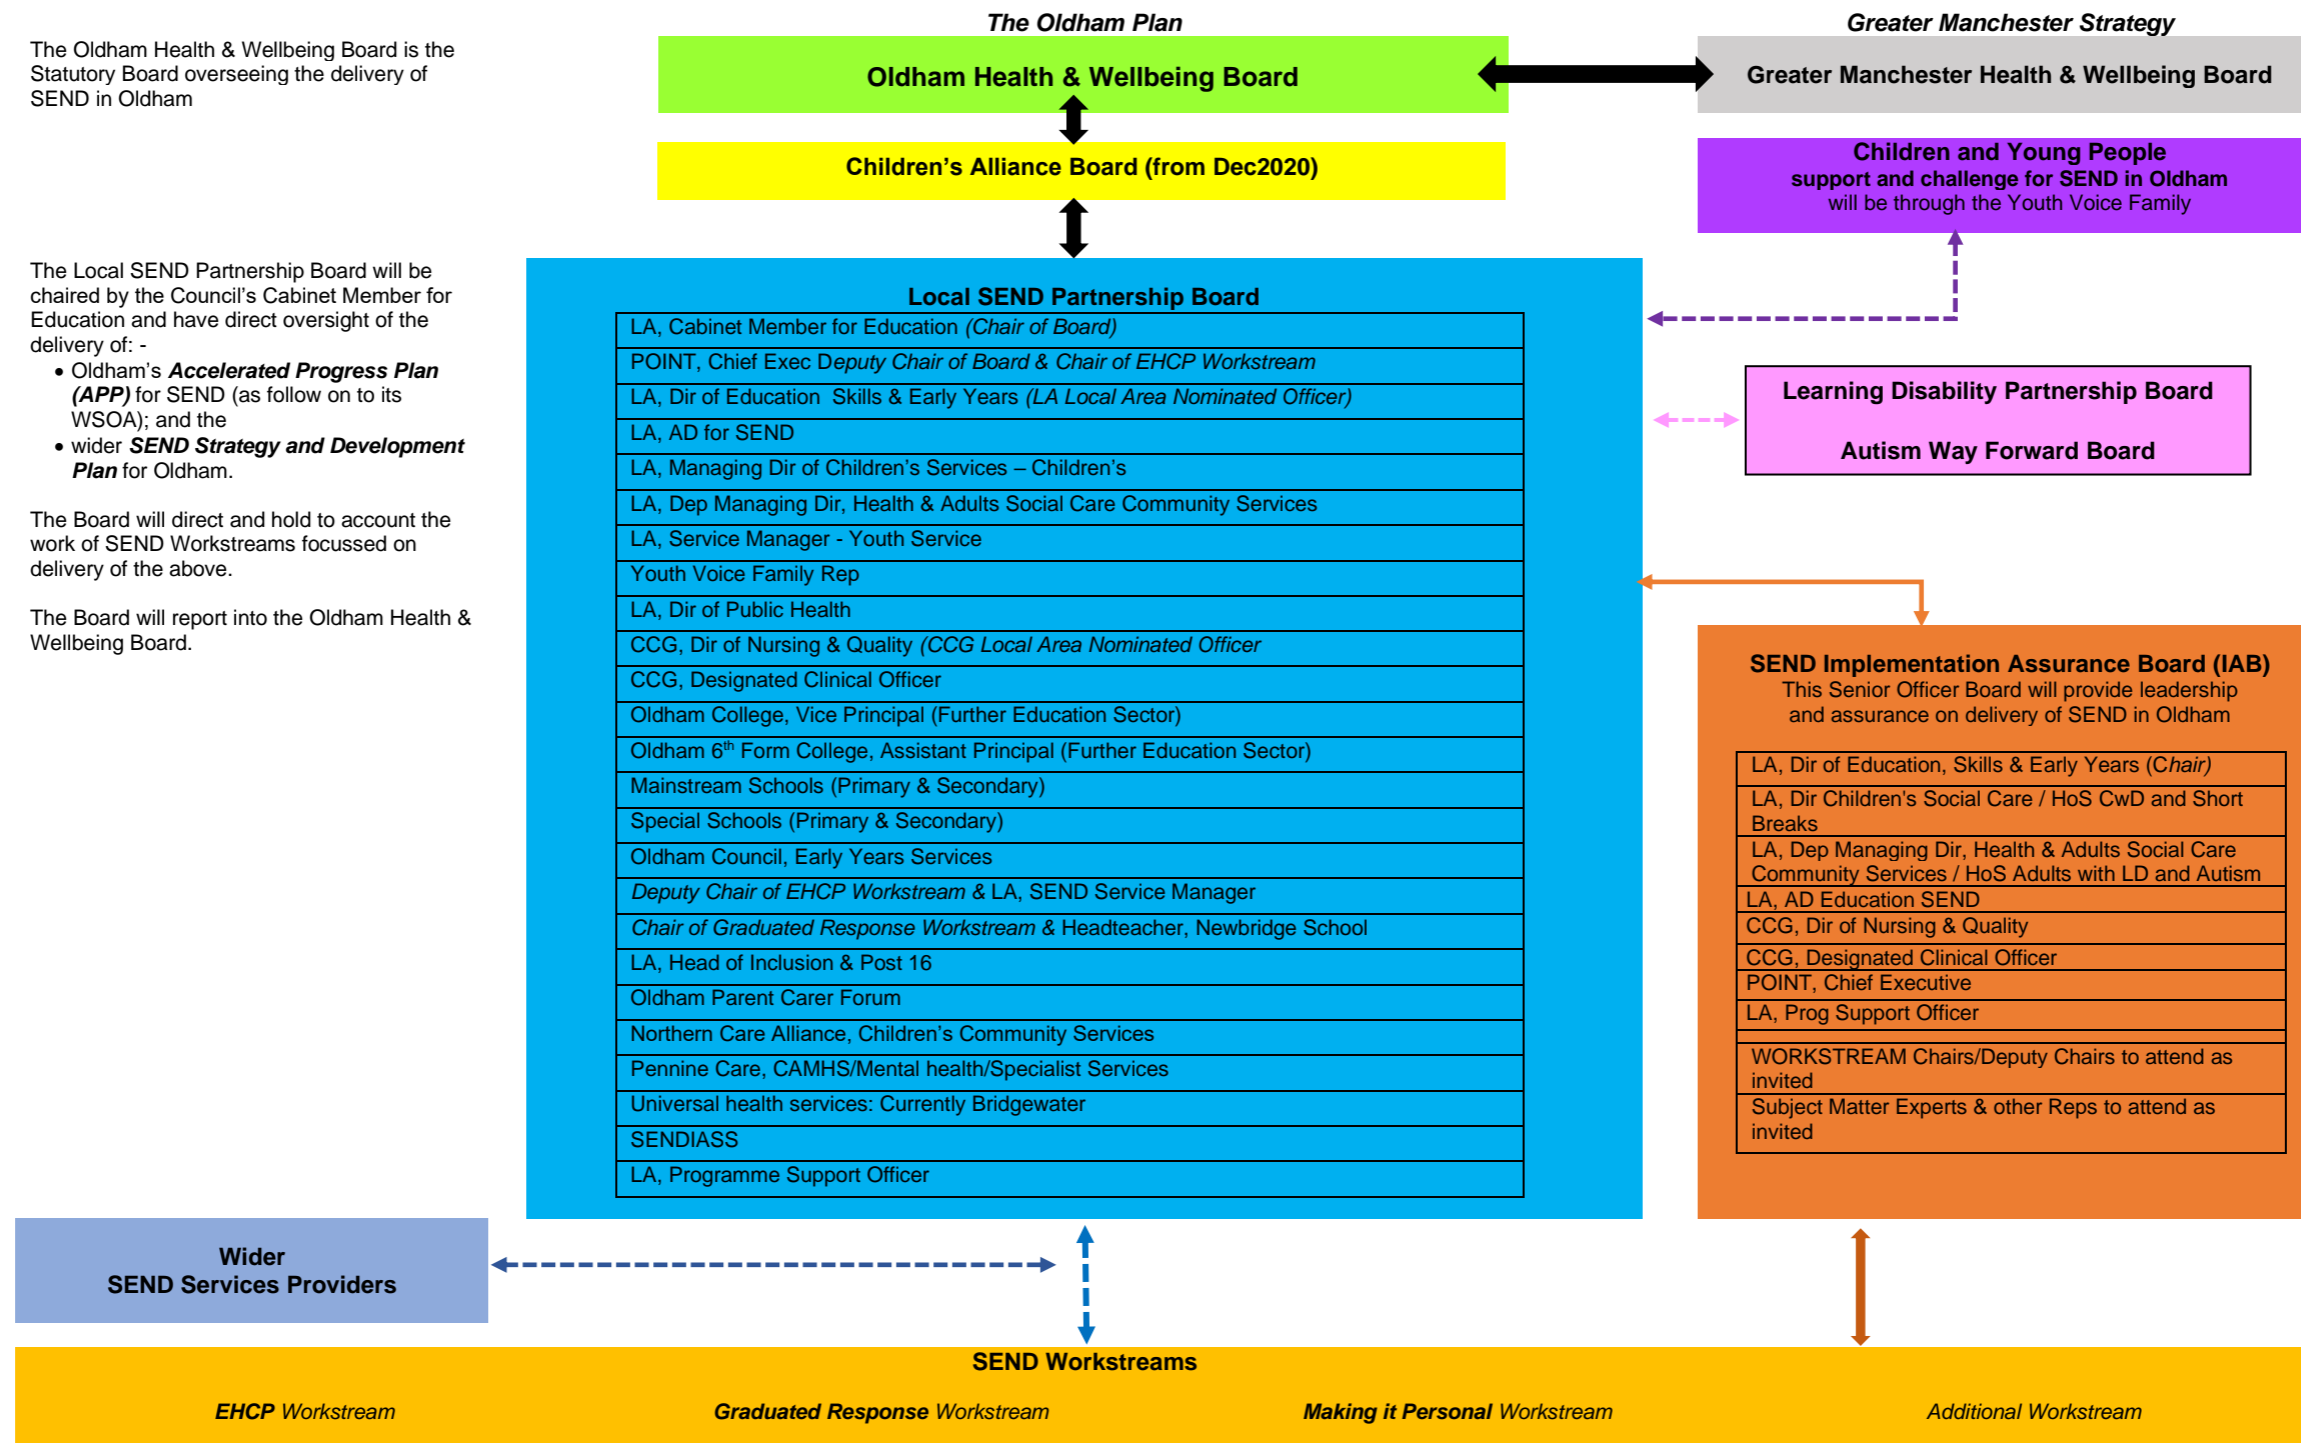 The Oldham Plan
Greater Manchester Strategy
The Oldham Health & Wellbeing Board is the
Statutory Board overseeing the delivery of
SEND in Oldham
Oldham Health & Wellbeing Board
Greater Manchester Health & Wellbeing Board
Children's Alliance Board (from Dec2020)
Children and Young People
support and challenge for SEND in Oldham
will be through the Youth Voice Family
The Local SEND Partnership Board will be
chaired by the Council's Cabinet Member for
Education and have direct oversight of the
delivery of: -
• Oldham's Accelerated Progress Plan
(APP) for SEND (as follow on to its
WSOA); and the
• wider SEND Strategy and Development
Plan for Oldham.
The Board will direct and hold to account the
work of SEND Workstreams focussed on
delivery of the above.
The Board will report into the Oldham Health &
Wellbeing Board.
Local SEND Partnership Board
LA, Cabinet Member for Education (Chair of Board)
POINT, Chief Exec Deputy Chair of Board & Chair of EHCP Workstream
LA, Dir of Education  Skills & Early Years (LA Local Area Nominated Officer)
LA, AD for SEND
LA, Managing Dir of Children's Services – Children's
LA, Dep Managing Dir, Health & Adults Social Care Community Services
LA, Service Manager - Youth Service
Youth Voice Family Rep
LA, Dir of Public Health
CCG, Dir of Nursing & Quality (CCG Local Area Nominated Officer
CCG, Designated Clinical Officer
Oldham College, Vice Principal (Further Education Sector)
Oldham 6th Form College, Assistant Principal (Further Education Sector)
Mainstream Schools (Primary & Secondary)
Special Schools (Primary & Secondary)
Oldham Council, Early Years Services
Deputy Chair of EHCP Workstream & LA, SEND Service Manager
Chair of Graduated Response Workstream & Headteacher, Newbridge School
LA, Head of Inclusion & Post 16
Oldham Parent Carer Forum
Northern Care Alliance, Children's Community Services
Pennine Care, CAMHS/Mental health/Specialist Services
Universal health services: Currently Bridgewater
SENDIASS
LA, Programme Support Officer
Learning Disability Partnership Board
Autism Way Forward Board
SEND Implementation Assurance Board (IAB)
This Senior Officer Board will provide leadership
and assurance on delivery of SEND in Oldham
LA, Dir of Education, Skills & Early Years (Chair)
LA, Dir Children's Social Care / HoS CwD and Short
Breaks
LA, Dep Managing Dir, Health & Adults Social Care
Community Services / HoS Adults with LD and Autism
LA, AD Education SEND
CCG, Dir of Nursing & Quality
CCG, Designated Clinical Officer
POINT, Chief Executive
LA, Prog Support Officer
WORKSTREAM Chairs/Deputy Chairs to attend as
invited
Subject Matter Experts & other Reps to attend as
invited
Wider
SEND Services Providers
SEND Workstreams
EHCP Workstream
Graduated Response Workstream
Making it Personal Workstream
Additional Workstream